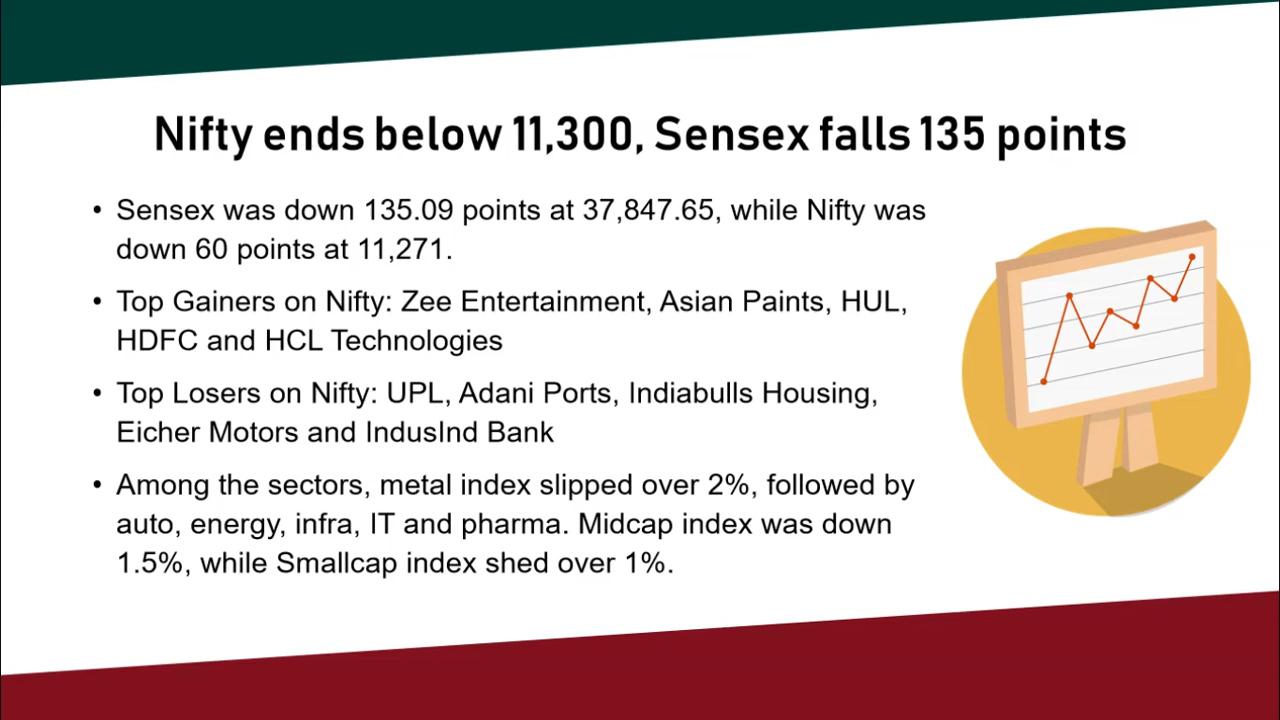 Nifty ends below 11,300, Sensex falls 135 points
• Sensex was down 135.09 points at 37,847.65, while Nifty was
down 60 points at 11,271.
• Top Gainers on Nifty: Zee Entertainment, Asian Paints, HUL,
HDFC and HCL Technologies
• Top Losers on Nifty: UPL, Adani Ports, Indiabulls Housing,
Eicher Motors and IndusInd Bank
• Among the sectors, metal index slipped over 2%, followed by
auto, energy, infra, IT and pharma. Midcap index was down
1.5%, while Smallcap index shed over 1%.